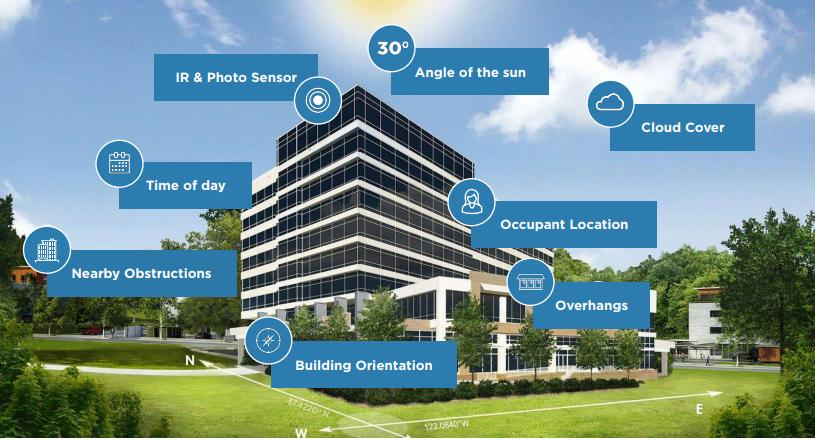 30°
Angle of the sun
IR & Photo Sensor
Cloud Cover
Time of day
Occupant Location
Nearby Obstructions
Overhangs
Building Orientation
N
37.4220° N
E
122.0840°W
W